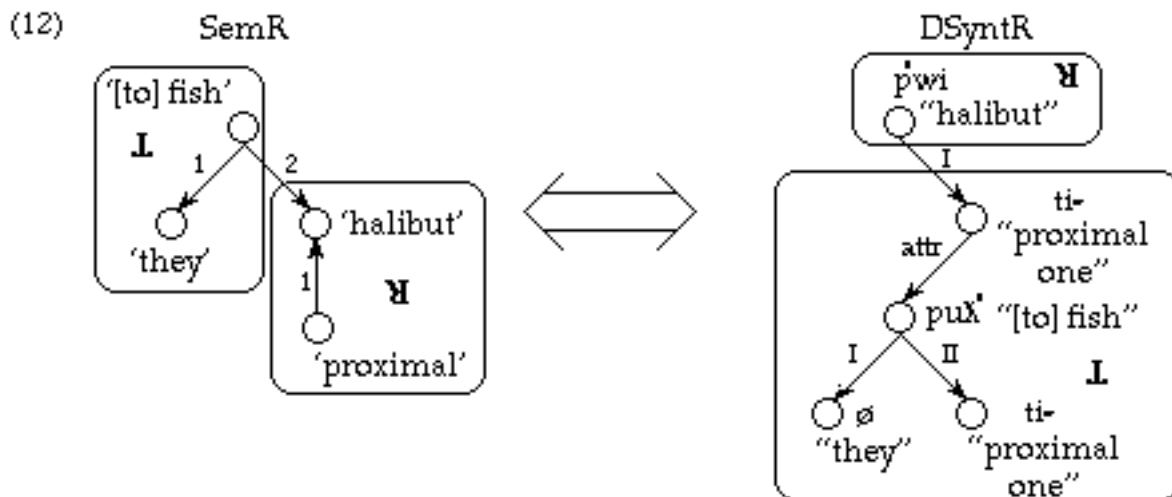 (12) SemR DSyntR
‘[to] fish’
T
1 2
‘they’
‘halibut’
1
R
‘proximal’
p̓wi
R
“halibut”
I
ti-
“proximal
one”
attr
pux̓ “[to] fish”
I II
T
ø
“they”
ti-
“proximal
one”